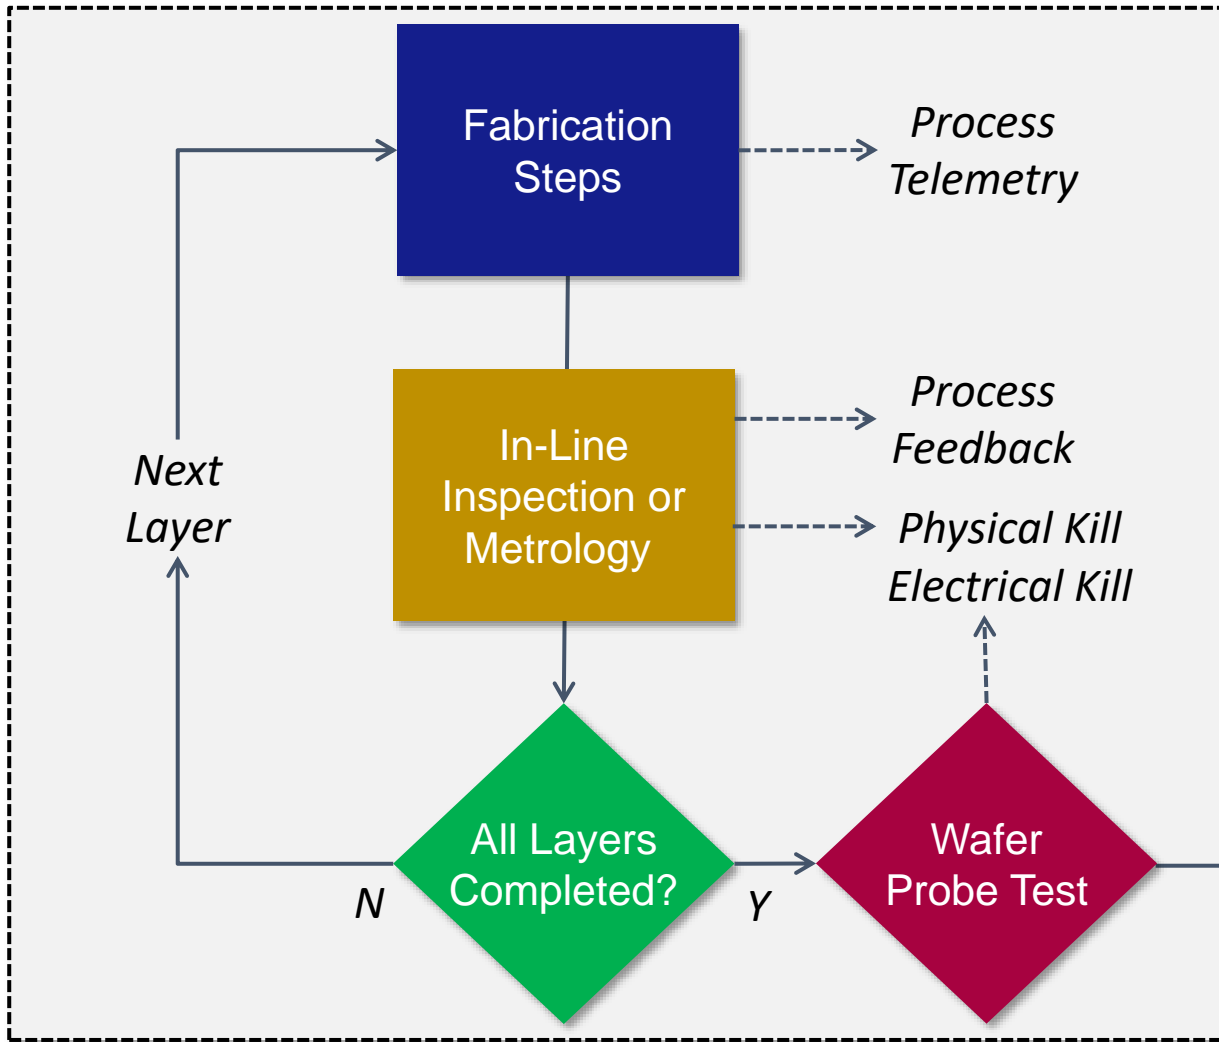 Fabrication
Steps
Process
Telemetry
In-Line
Inspection or
Metrology
Process
Feedback
Physical Kill
Electrical Kill
Next
Layer
All Layers
Completed?
N
Y
Wafer
Probe Test